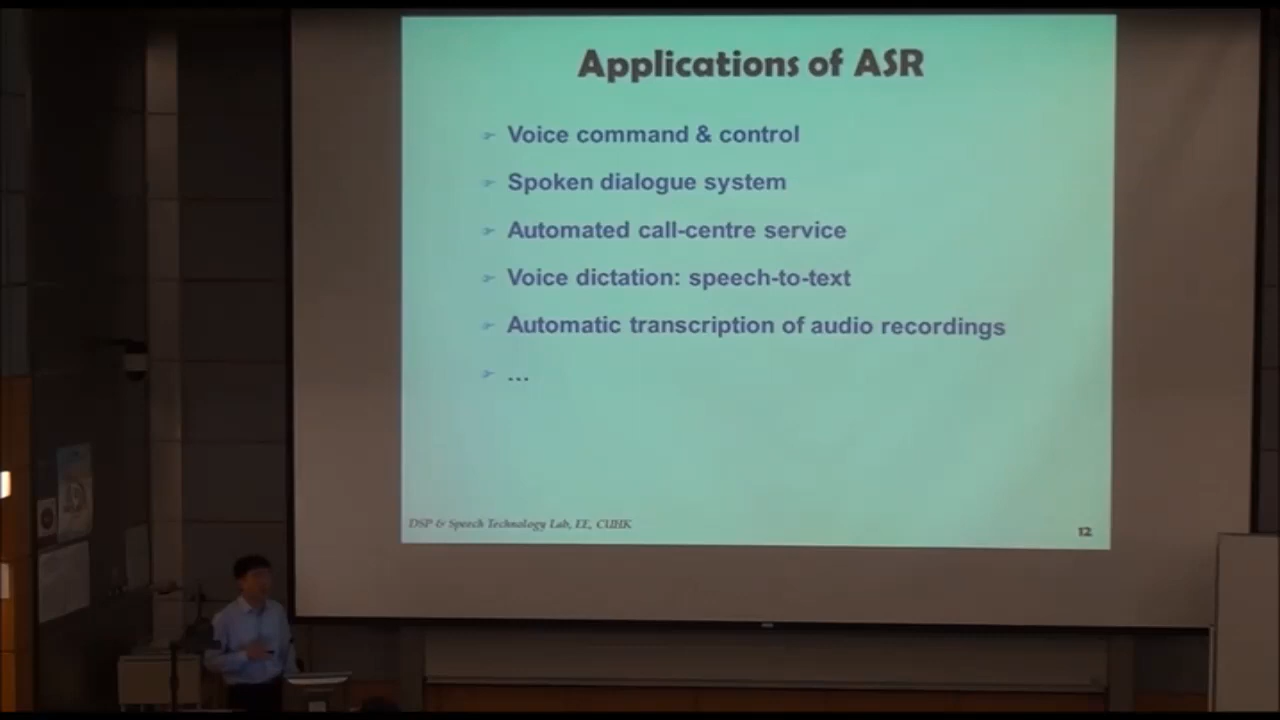 Applications of ASR
Voice command & control
Spoken dialogue system
Automated call-centre service
Voice dictation: speech-to-text
Automatic transcription of audio recordings
...
DSP & Speech Technology Lab, EE, CUHK
12